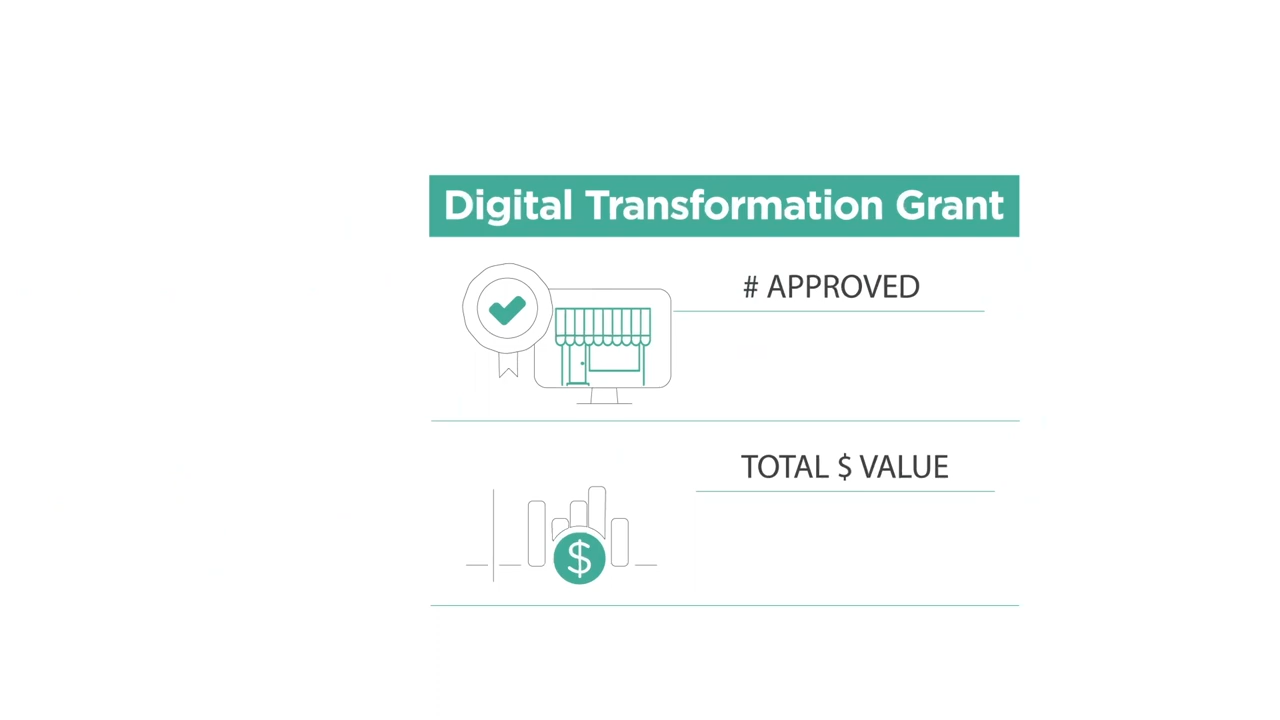 Digital Transformation Grant
# APPROVED
TOTAL $ VALUE
$